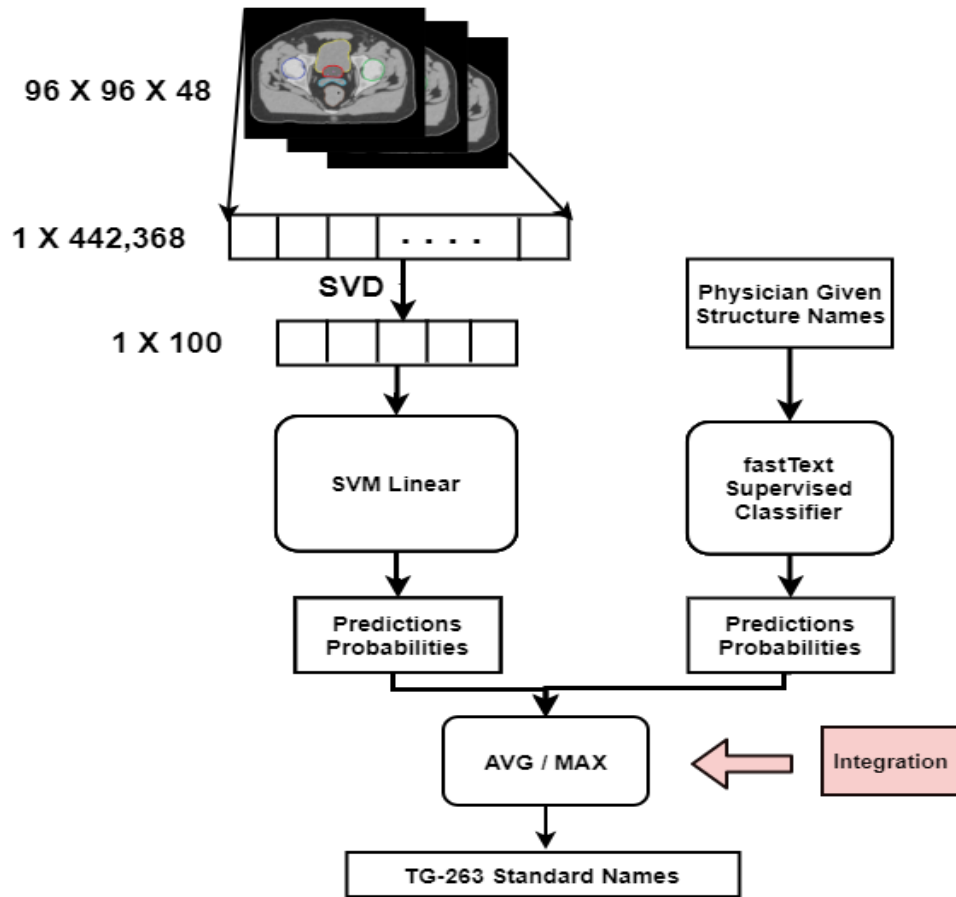 96 X 96 X 48
1 X 442,368
. . . .
SVD
1 X 100
SVM Linear
Predictions
Probabilities
Physician Given
Structure Names
fastText
Supervised
Classifier
Predictions
Probabilities
AVG / MAX
Integration
TG-263 Standard Names